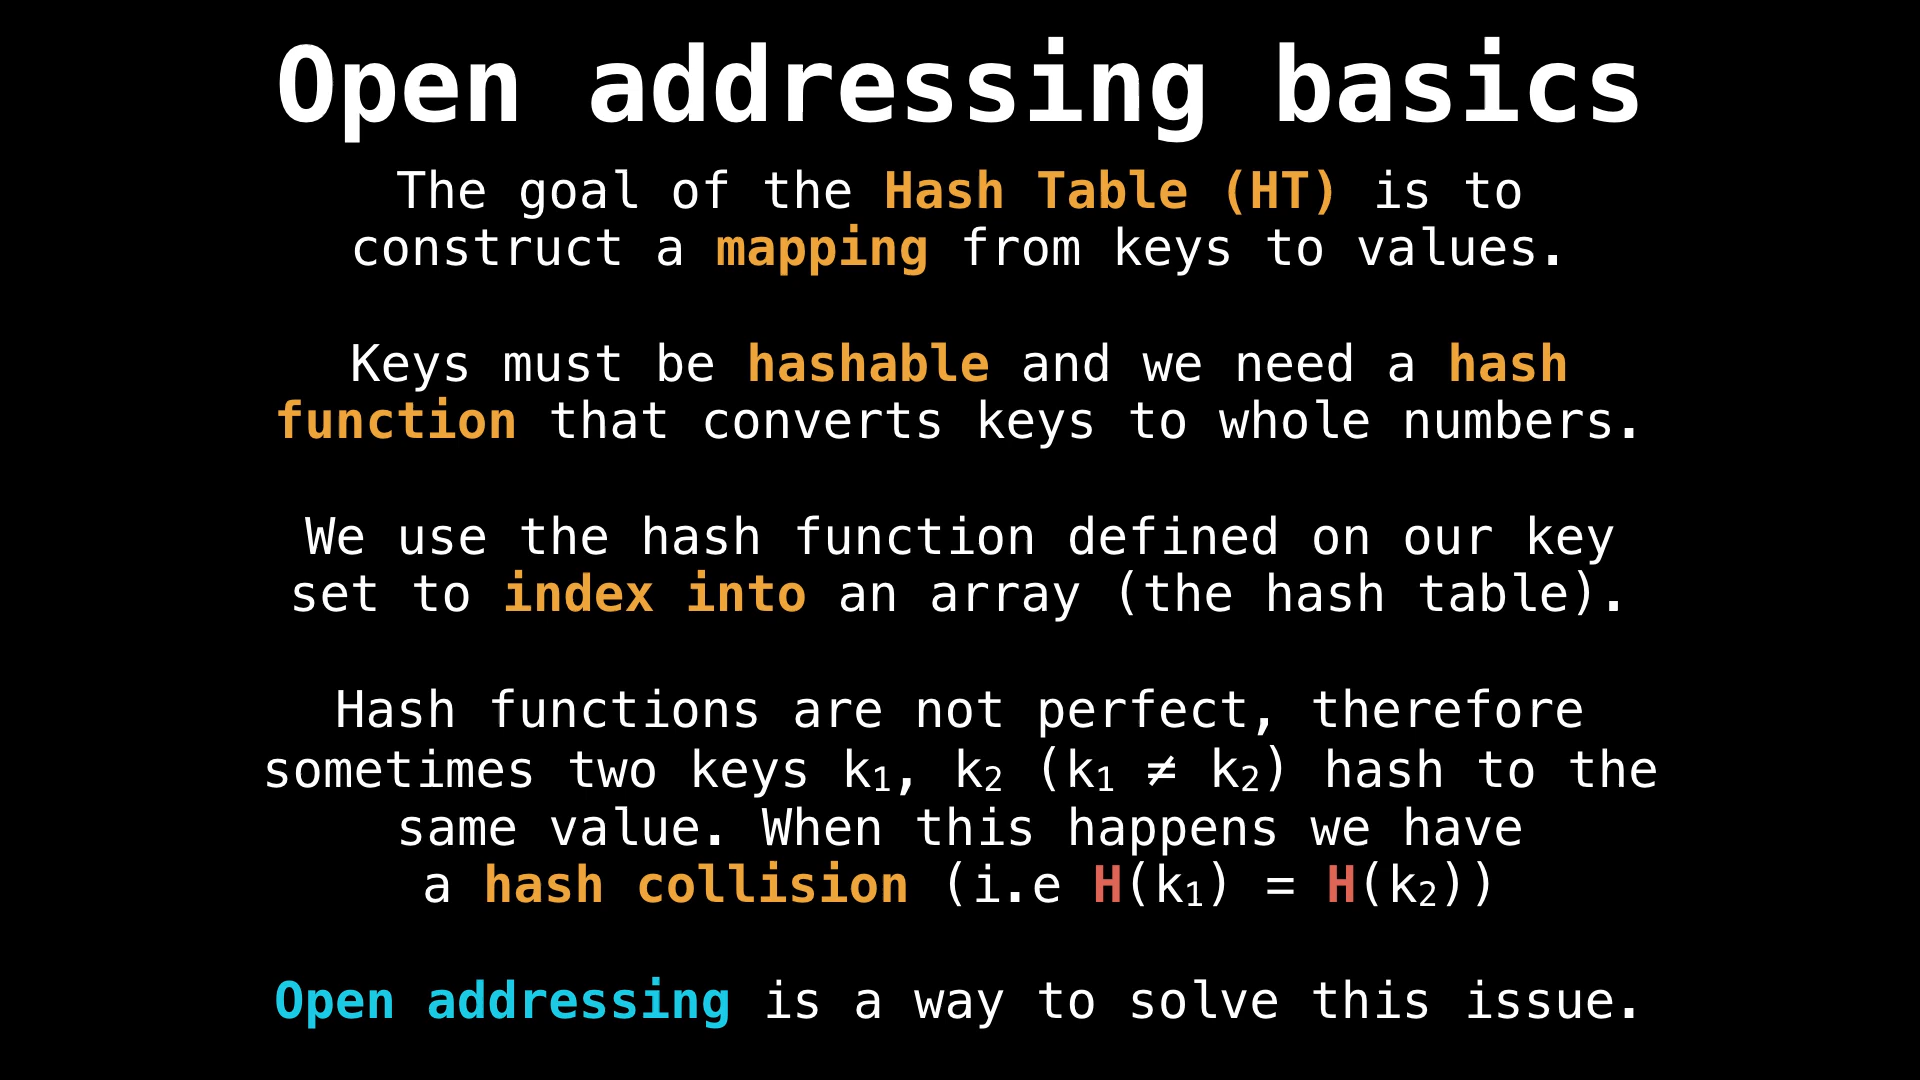 Open addressing basics
The goal of the Hash Table (HT) is to
construct a mapping from keys to values.
Keys must be hashable and we need a hash
function that converts keys to whole numbers.
We use the hash function defined on our key
set to index into an array (the hash table).
Hash functions are not perfect, therefore
sometimes two keys k₁, k₂ (k₁ ≠ k₂) hash to the
same value. When this happens we have
a hash collision (i.e H(k₁) = H(k₂))
Open addressing is a way to solve this issue.